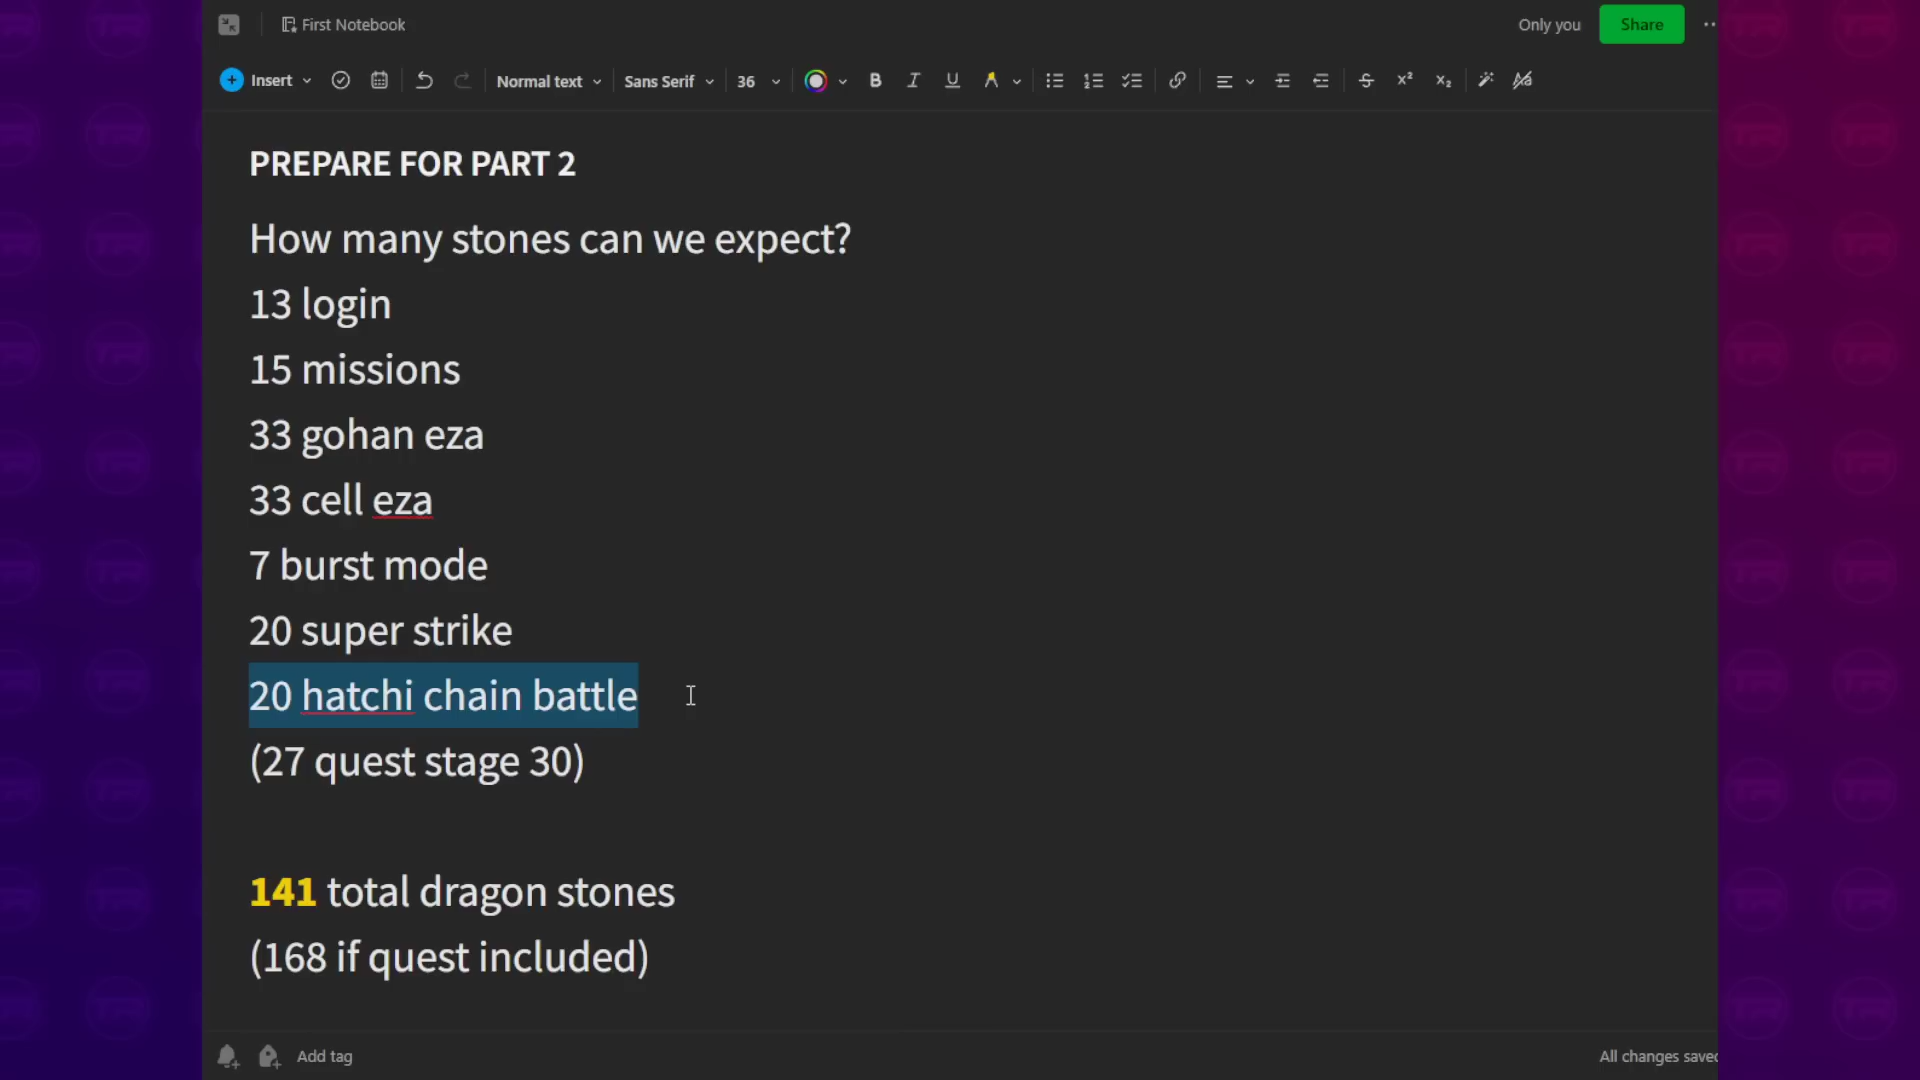 First Notebook
Only you
Share
Insert
Normal text
Sans Serif
36
PREPARE FOR PART 2
How many stones can we expect?
13 login
15 missions
33 gohan eza
33 cell eza
7 burst mode
20 super strike
20 hatchi chain battle
(27 quest stage 30)
141 total dragon stones
(168 if quest included)
Add tag
All changes saved